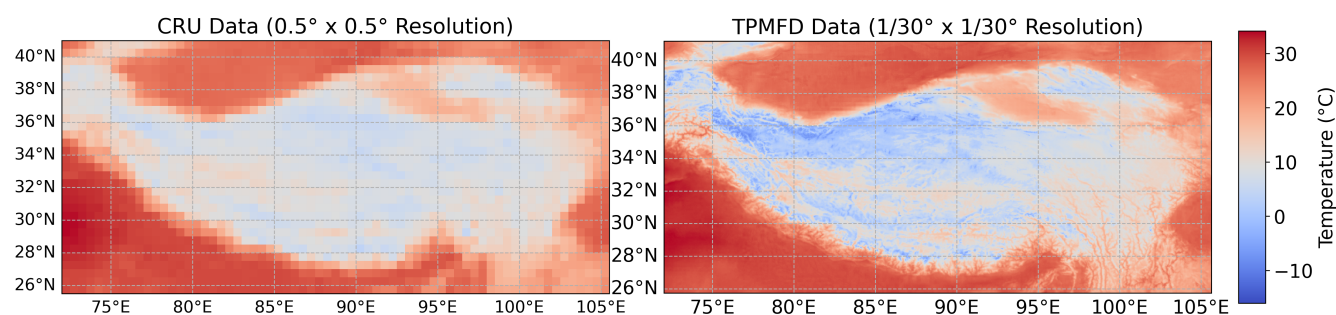 CRU Data (0.5° x 0.5° Resolution)
40°N
38°N
36°N
34°N
32°N
30°N
28°N
26°N
75°E 80°E 85°E 90°E 95°E 100°E 105°E
TPMFD Data (1/30° x 1/30° Resolution)
40°N
38°N
36°N
34°N
32°N
30°N
28°N
26°N
75°E 80°E 85°E 90°E 95°E 100°E 105°E
30
20
10
0
−10
Temperature (°C)